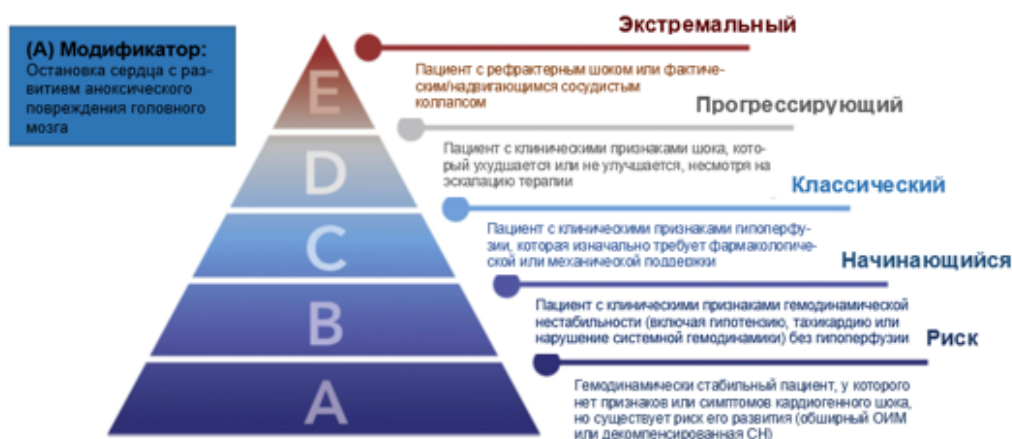 (А) Модификатор:
Остановка сердца с раз-
витием аноксического
повреждения головного
мозга
E
Экстремальный
Пациент с рефрактерным шоком или фактиче-
ским/надвигающимся сосудистым
коллапсом
D
Прогрессирующий
Пациент с клиническими признаками шока, кото-
рый ухудшается или не улучшается, несмотря на
эскалацию терапии
C
Классический
Пациент с клиническими признаками гипоперфу-
зии, которая изначально требует фармакологиче-
ской или механической поддержки
B
Начинающийся
Пациент с клиническими признаками гемодинамической
нестабильности (включая гипотензию, тахикардию или
нарушение системной гемодинамики) без гипоперфузии
A
Риск
Гемодинамически стабильный пациент, у которого
нет признаков или симптомов кардиогенного шока,
но существует риск его развития (обширный ОИМ
или декомпенсированная СН)